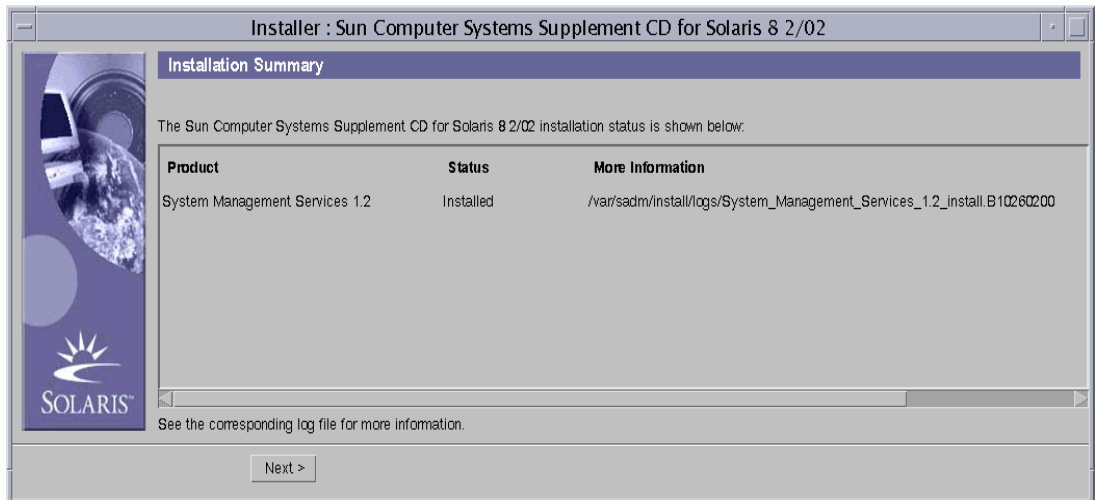 Installer : Sun Computer Systems Supplement CD for Solaris 8 2/02
Installation Summary
The Sun Computer Systems Supplement CD for Solaris 8 2/02 installation status is shown below:
Product Status More Information
System Management Services 1.2 Installed /var/sadm/install/logs/System_Management_Services_1.2_install.B10260200
SOLARIS™
See the corresponding log file for more information.
Next >